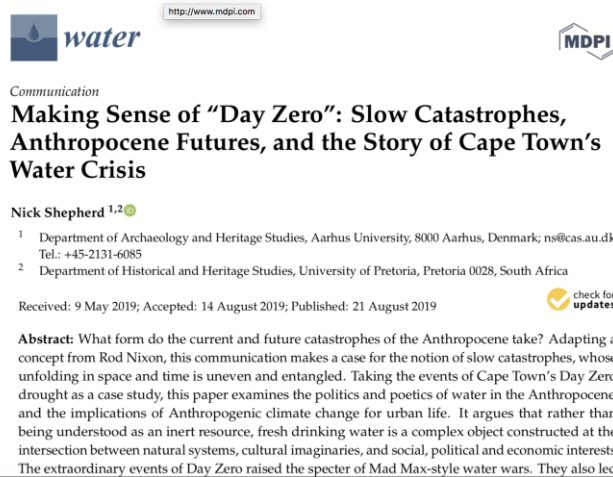 http://www.mdpi.com
water
MDPI
Communication
Making Sense of “Day Zero”: Slow Catastrophes,
Anthropocene Futures, and the Story of Cape Town’s
Water Crisis
Nick Shepherd 1,2 iD
1 Department of Archaeology and Heritage Studies, Aarhus University, 8000 Aarhus, Denmark; ns@cas.au.dk
Tel.: +45-2131-6085
2 Department of Historical and Heritage Studies, University of Pretoria, Pretoria 0028, South Africa
Received: 9 May 2019; Accepted: 14 August 2019; Published: 21 August 2019
check for
updates
Abstract: What form do the current and future catastrophes of the Anthropocene take? Adapting a
concept from Rod Nixon, this communication makes a case for the notion of slow catastrophes, whose
unfolding in space and time is uneven and entangled. Taking the events of Cape Town’s Day Zero
drought as a case study, this paper examines the politics and poetics of water in the Anthropocene
and the implications of Anthropogenic climate change for urban life. It argues that rather than
being understood as an inert resource, fresh drinking water is a complex object constructed at the
intersection between natural systems, cultural imaginaries, and social, political and economic interests
The extraordinary events of Day Zero raised the specter of Mad Max-style water wars. They also led